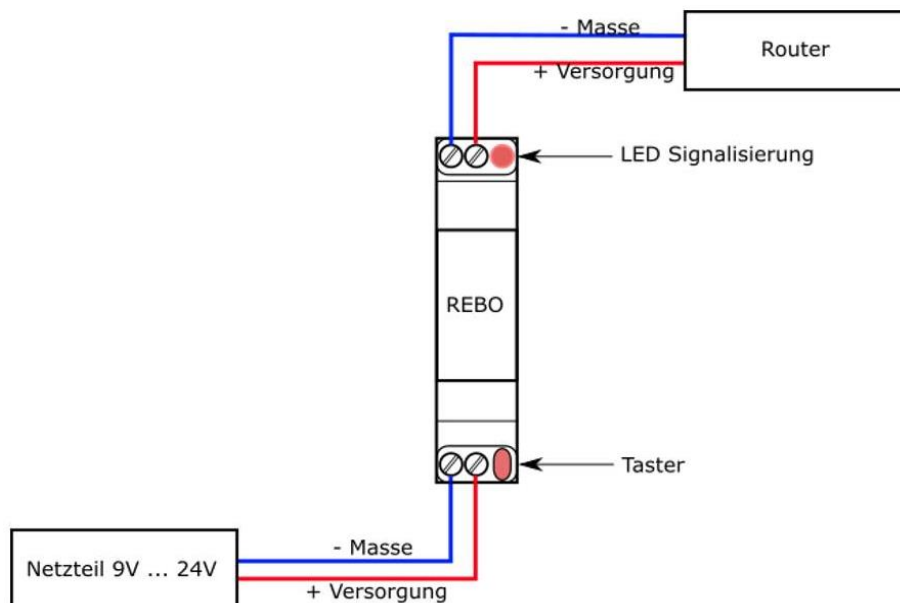 - Masse
Router
+ Versorgung
LED Signalisierung
REBO
Taster
- Masse
Netzteil 9V ... 24V
+ Versorgung